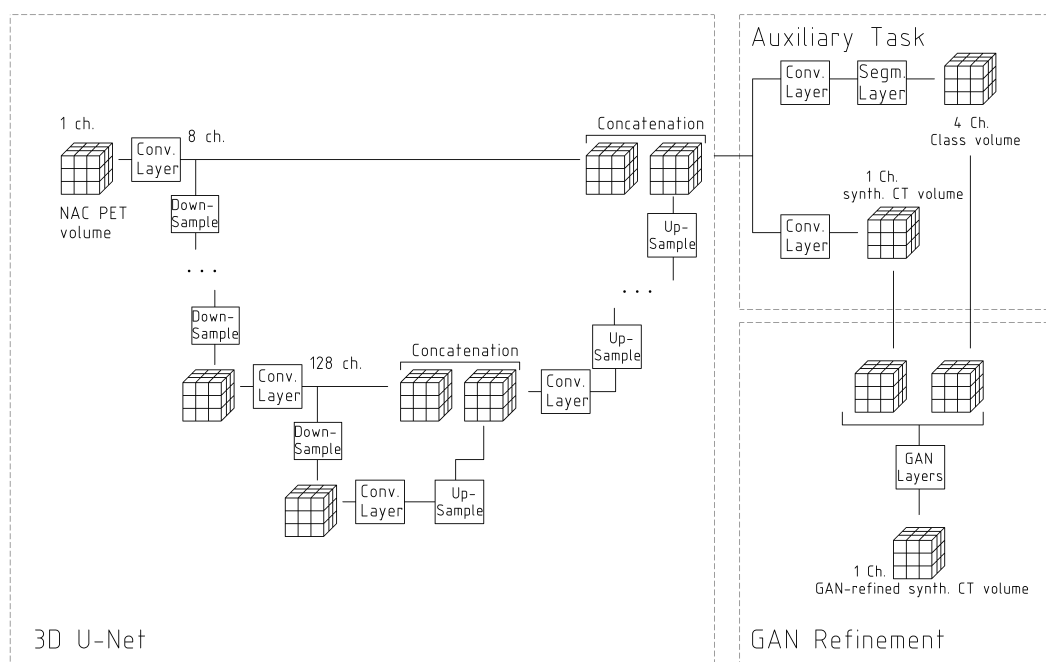 1 ch.
8 ch.
Conv.
Layer
NAC PET
volume
Down-
Sample
...
Down-
Sample
Conv.
Layer
128 ch.
Down-
Sample
Conv.
Layer
Up-
Sample
Concatenation
Conv.
Layer
Up-
Sample
...
Up-
Sample
Concatenation
3D U-Net
Auxiliary Task
Conv.
Layer
Segm.
Layer
4 Ch.
Class volume
1 Ch.
synth. CT volume
Conv.
Layer
GAN
Layers
1 Ch.
GAN-refined synth. CT volume
GAN Refinement